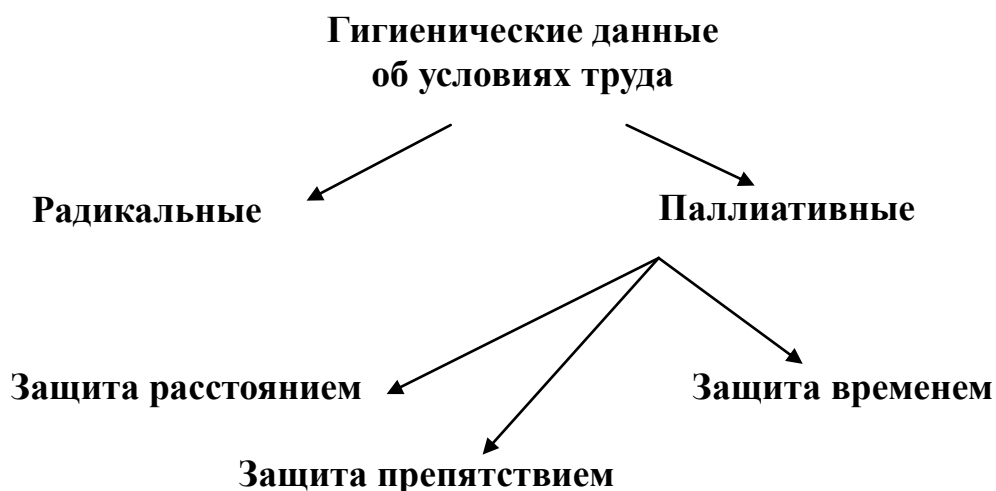 Гигиенические данные
об условиях труда
Радикальные
Паллиативные
Защита расстоянием
Защита временем
Защита препятствием